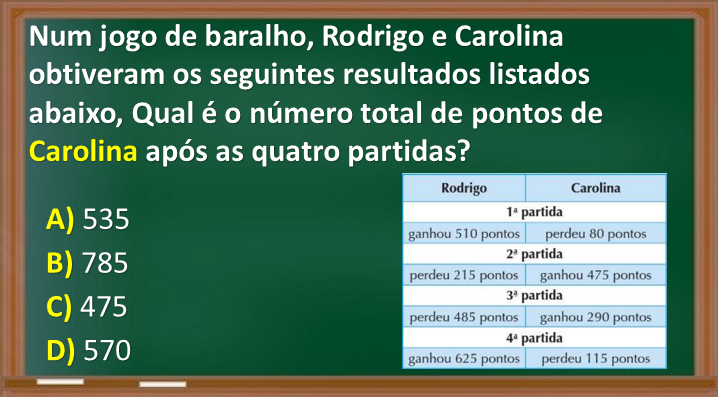 Num jogo de baralho, Rodrigo e Carolina
obtiveram os seguintes resultados listados
abaixo, Qual é o número total de pontos de
Carolina após as quatro partidas?
A) 535
B) 785
C) 475
D) 570
Rodrigo Carolina
1ª partida
ganhou 510 pontos perdeu 80 pontos
2ª partida
perdeu 215 pontos ganhou 475 pontos
3ª partida
perdeu 485 pontos ganhou 290 pontos
4ª partida
ganhou 625 pontos perdeu 115 pontos